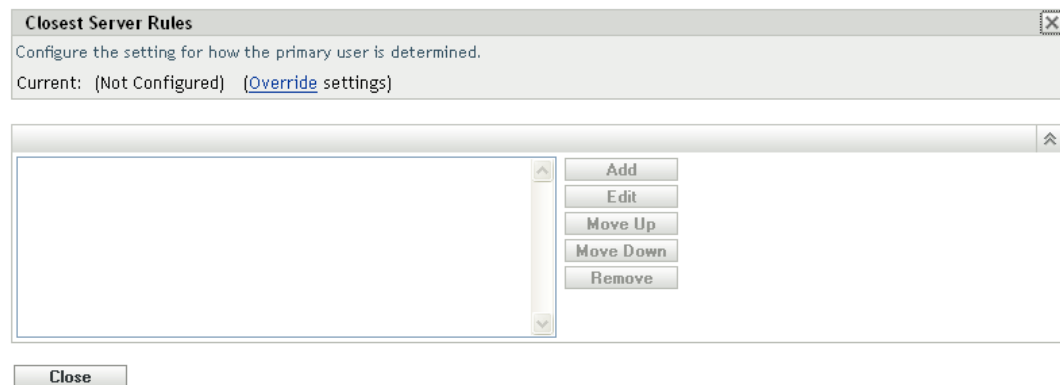 Closest Server Rules
Configure the setting for how the primary user is determined.
Current: (Not Configured) (Override settings)
Add
Edit
Move Up
Move Down
Remove
Close